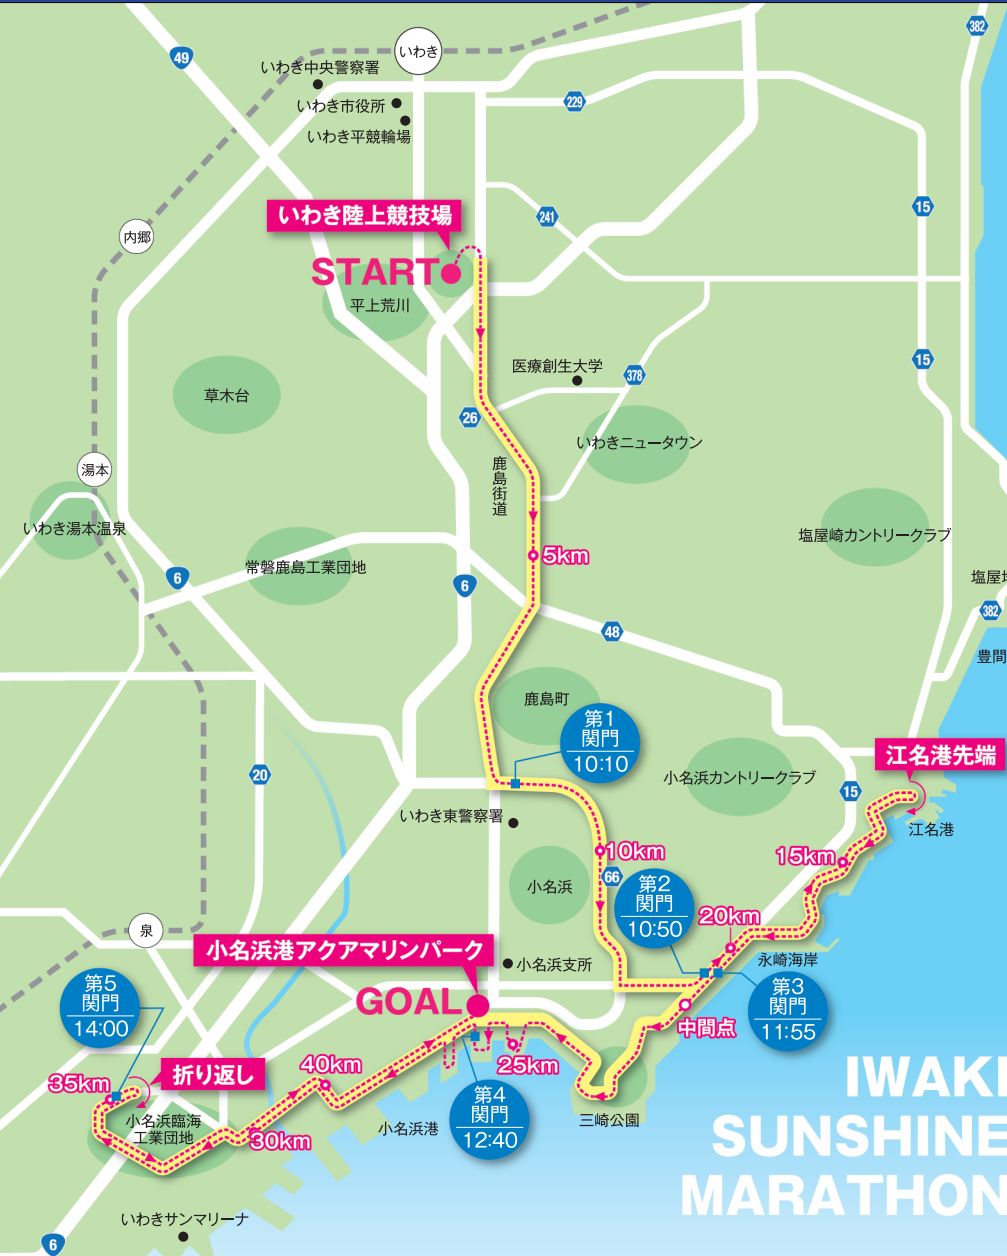 382
49
いわき
いわき中央警察署
いわき市役所
229
いわき平競輪場
15
いわき陸上競技場
241
内郷
START
平上荒川
15
医療創生大学
378
草木台
26
いわきニュータウン
湯本
鹿島街道
いわき湯本温泉
塩屋崎カントリークラブ
5km
常磐鹿島工業団地
6
6
382
48
豊間
鹿島町
第1
関門
10:10
江名港先端
20
小名浜カントリークラブ
15
いわき東警察署
江名港
10km
15km
66
小名浜
第2
関門
10:50
20km
泉
小名浜港アクアマリンパーク
小名浜支所
永崎海岸
第5
関門
14:00
GOAL
第3
関門
11:55
中間点
25km
40km
折り返し
35km
第4
関門
12:40
小名浜臨海
工業団地
小名浜港
三崎公園
30km
IWAKI
SUNSHINE
MARATHON
いわきサンマリーナ
6